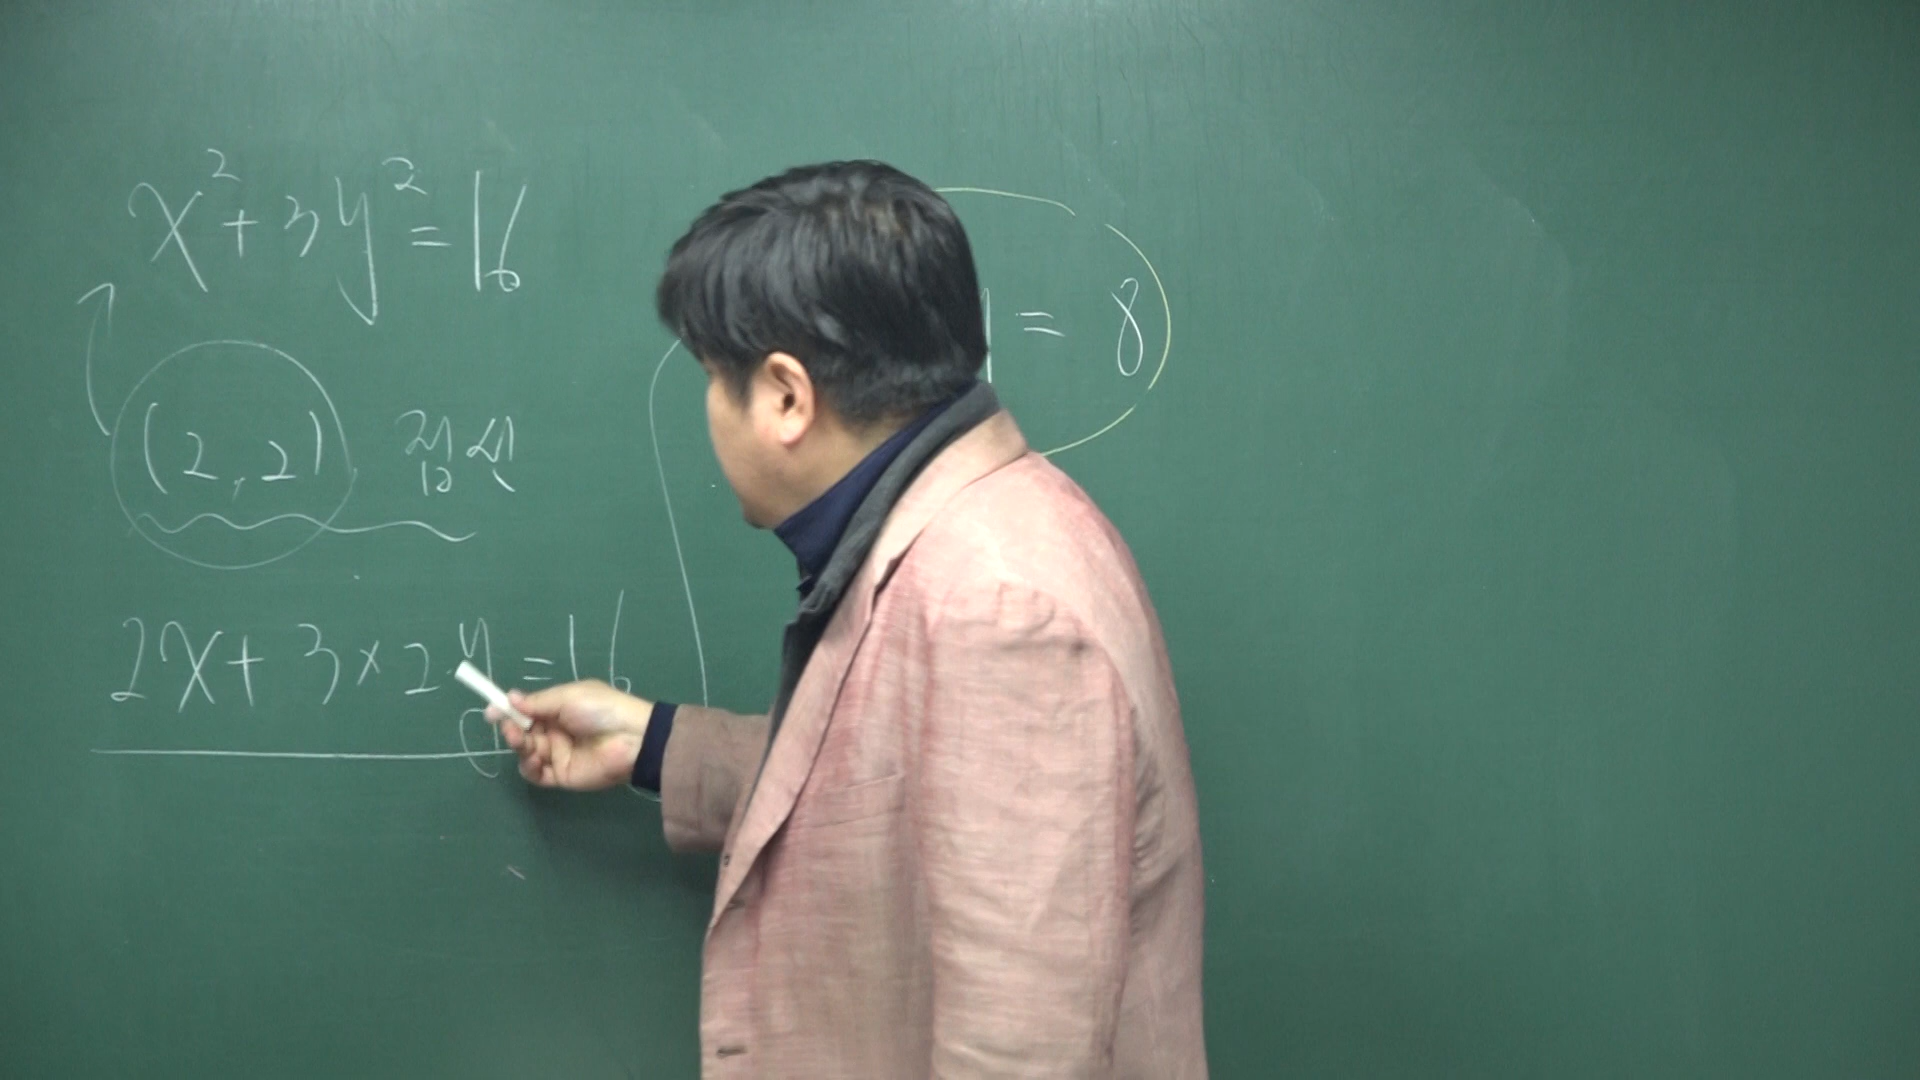 x² + 3y² = 16
= 8
(2, 2) 접선
2x + 3 × 2y = 16